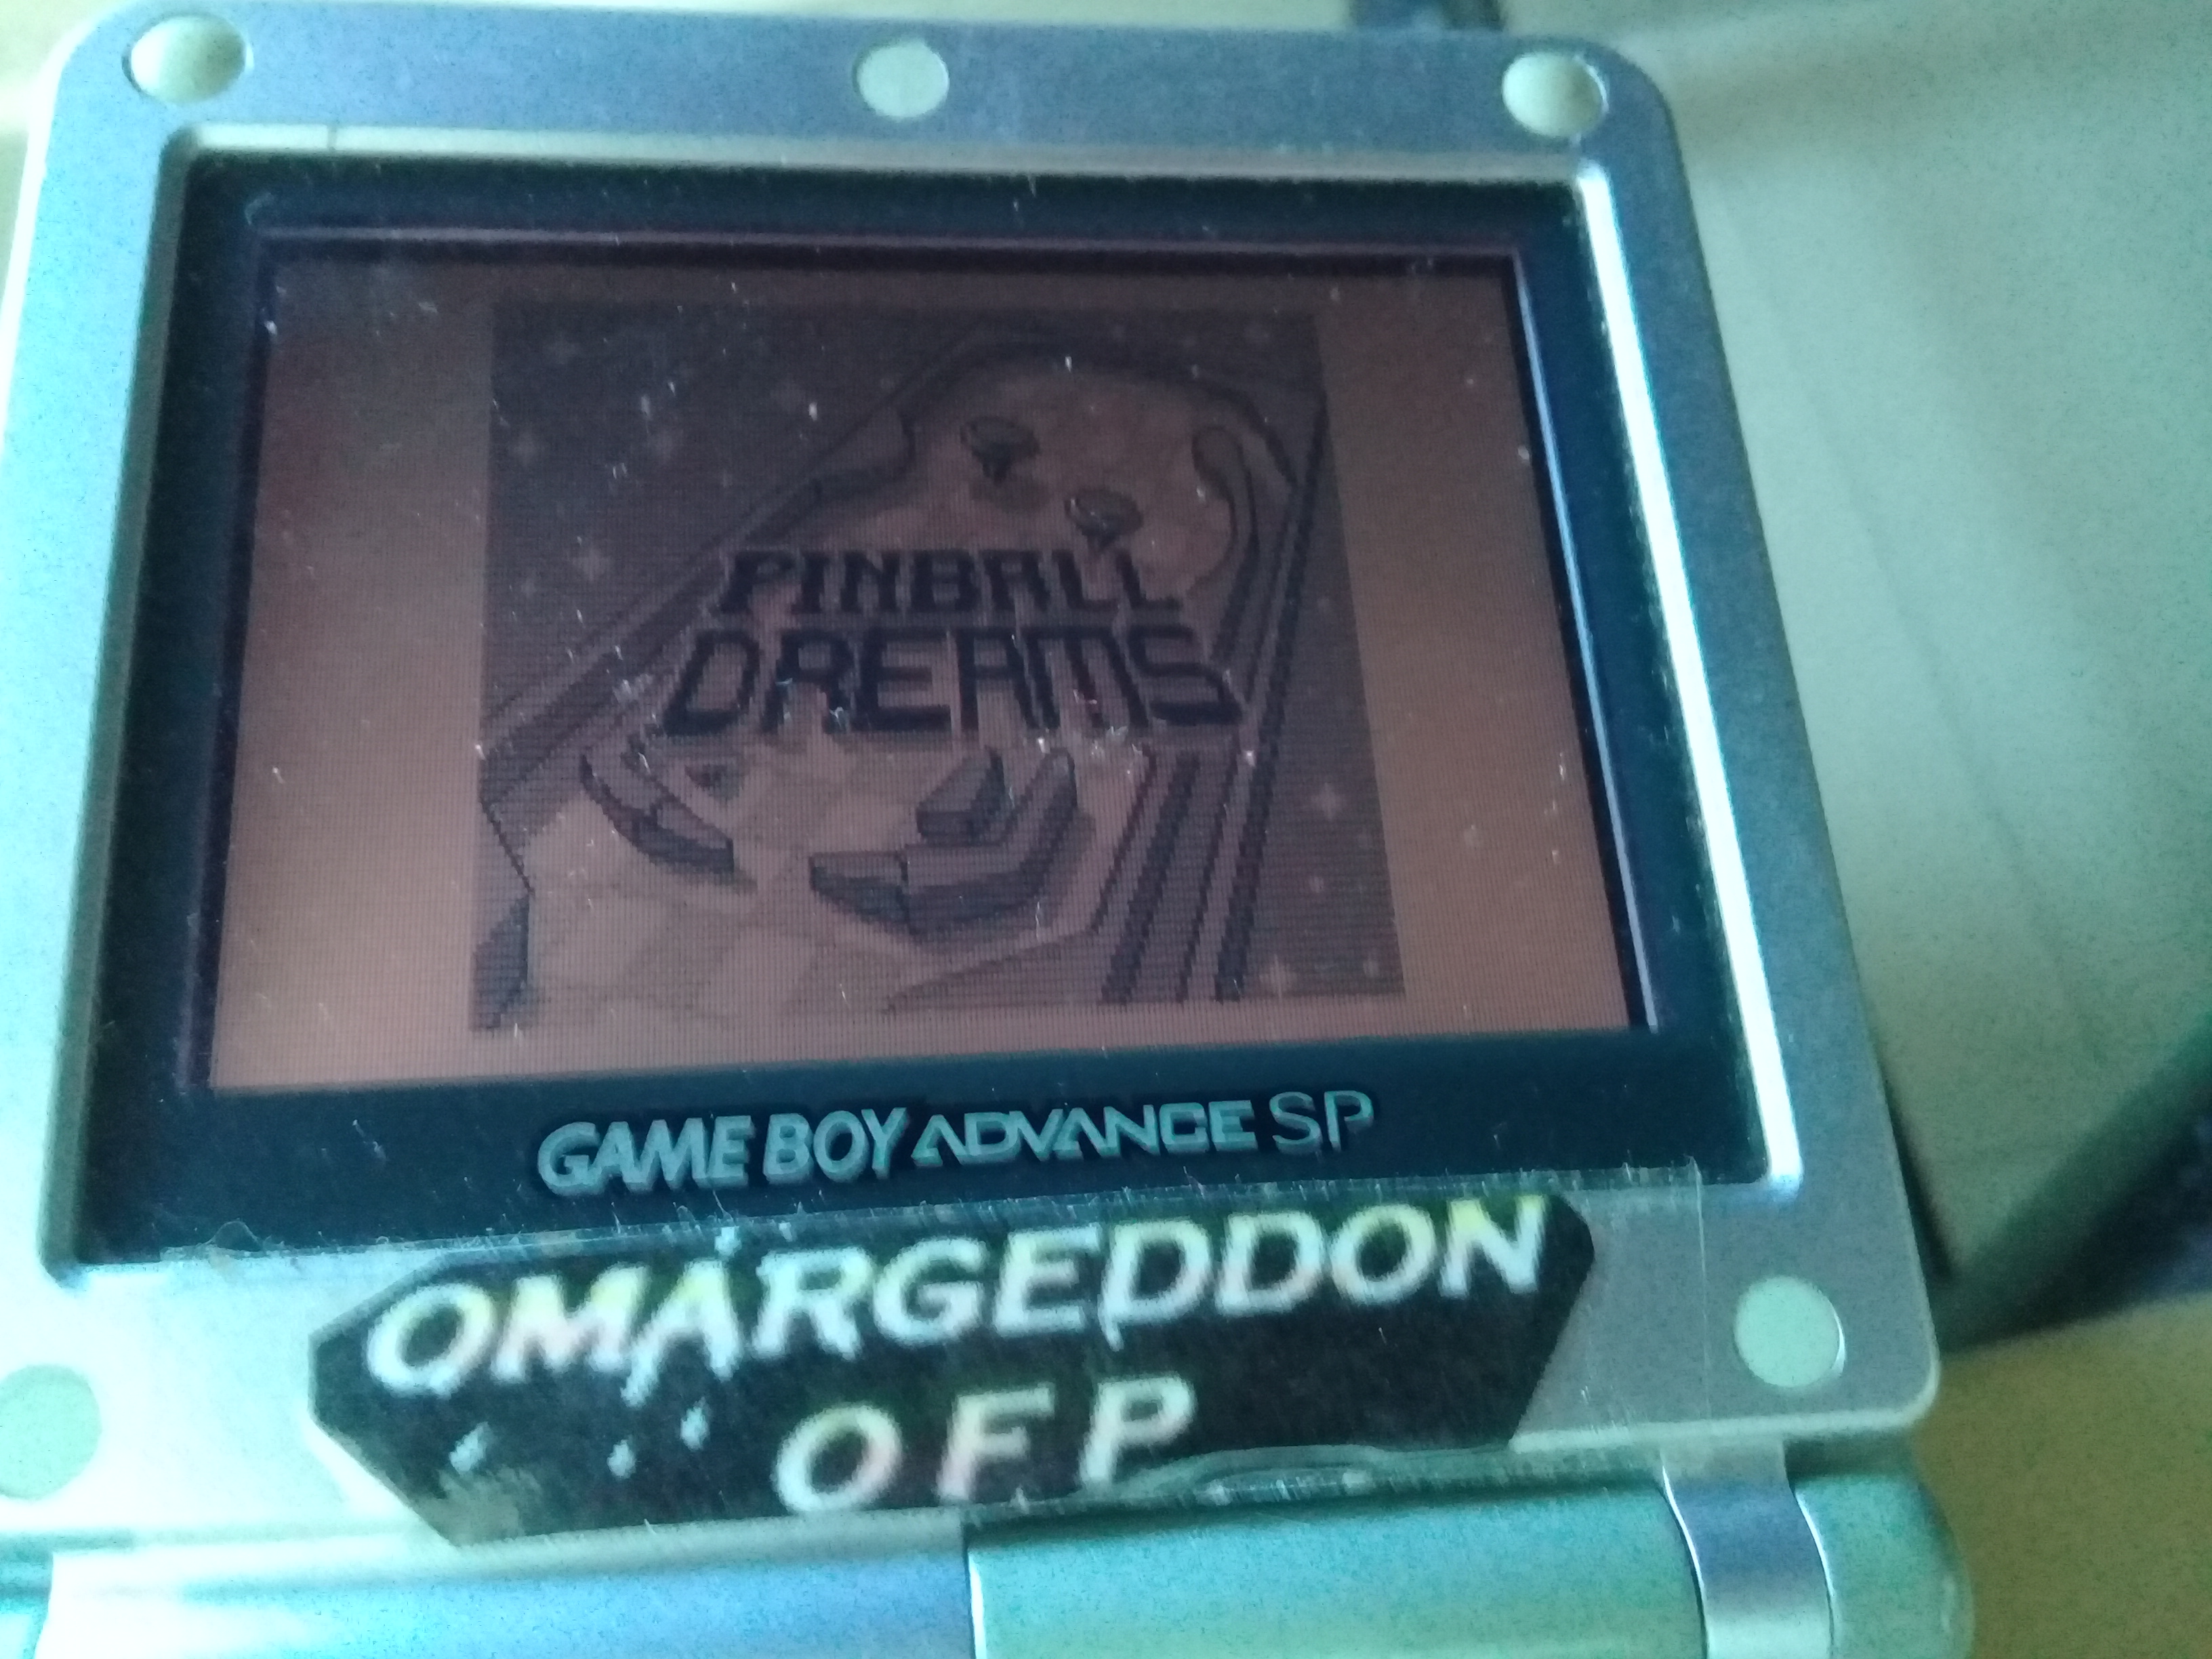 PINBALL
DREAMS
GAME BOY ADVANCE SP
OMARGEDDON
OFP